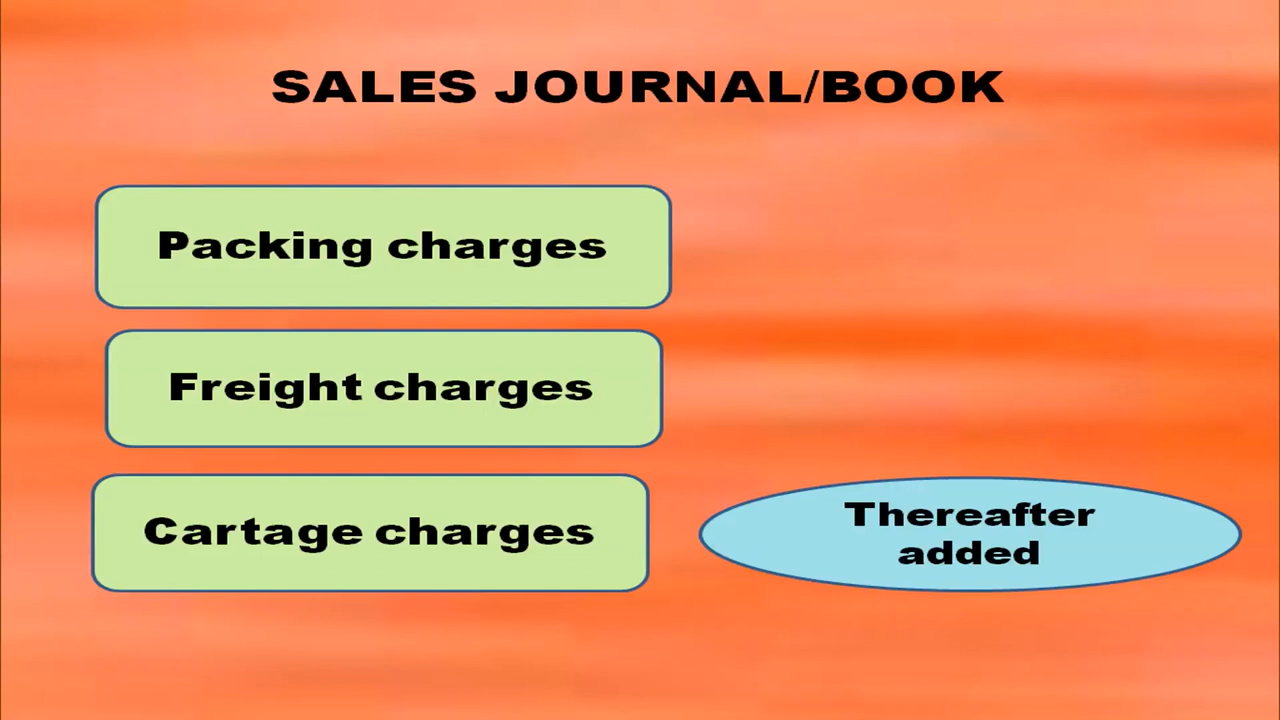 SALES JOURNAL/BOOK
Packing charges
Freight charges
Cartage charges
Thereafter
added